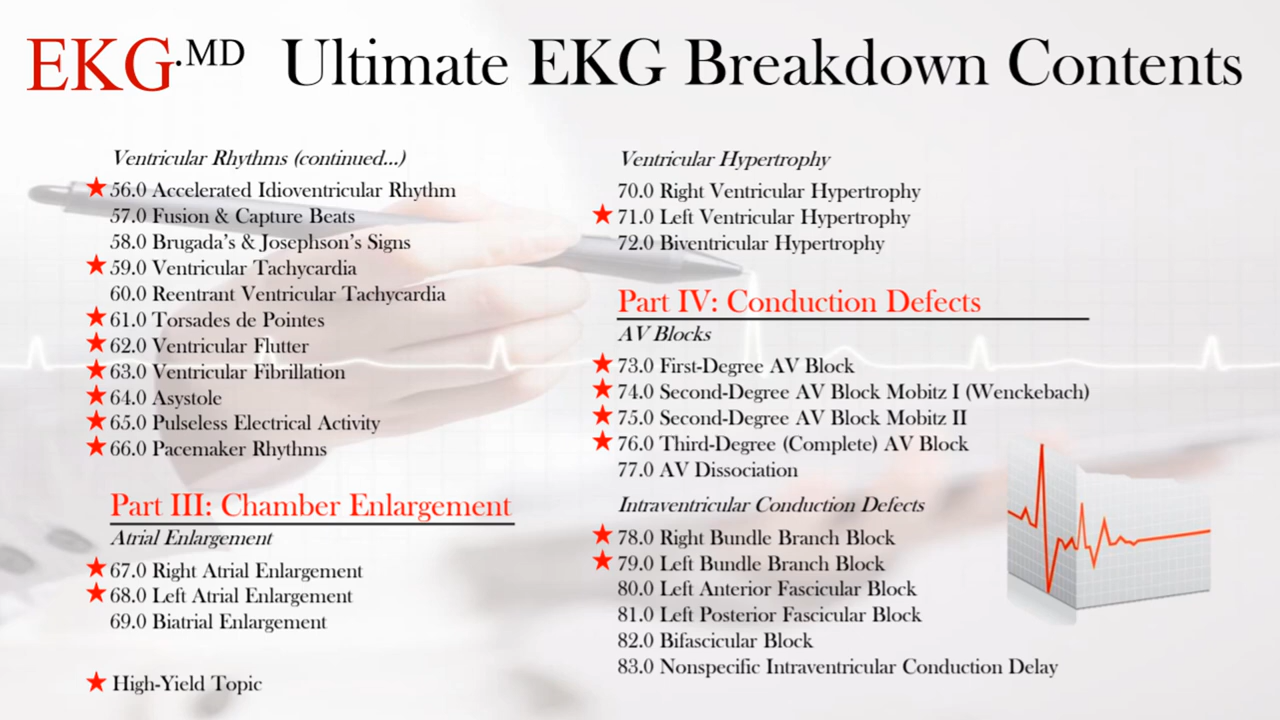 EKG.MD Ultimate EKG Breakdown Contents
Ventricular Rhythms (continued...)
★ 56.0 Accelerated Idioventricular Rhythm
57.0 Fusion & Capture Beats
58.0 Brugada's & Josephson's Signs
★ 59.0 Ventricular Tachycardia
60.0 Reentrant Ventricular Tachycardia
★ 61.0 Torsades de Pointes
★ 62.0 Ventricular Flutter
★ 63.0 Ventricular Fibrillation
★ 64.0 Asystole
★ 65.0 Pulseless Electrical Activity
★ 66.0 Pacemaker Rhythms
Part III: Chamber Enlargement
Atrial Enlargement
★ 67.0 Right Atrial Enlargement
★ 68.0 Left Atrial Enlargement
69.0 Biatrial Enlargement
★ High-Yield Topic
Ventricular Hypertrophy
70.0 Right Ventricular Hypertrophy
★ 71.0 Left Ventricular Hypertrophy
72.0 Biventricular Hypertrophy
Part IV: Conduction Defects
AV Blocks
★ 73.0 First-Degree AV Block
★ 74.0 Second-Degree AV Block Mobitz I (Wenckebach)
★ 75.0 Second-Degree AV Block Mobitz II
★ 76.0 Third-Degree (Complete) AV Block
77.0 AV Dissociation
Intraventricular Conduction Defects
★ 78.0 Right Bundle Branch Block
★ 79.0 Left Bundle Branch Block
80.0 Left Anterior Fascicular Block
81.0 Left Posterior Fascicular Block
82.0 Bifascicular Block
83.0 Nonspecific Intraventricular Conduction Delay